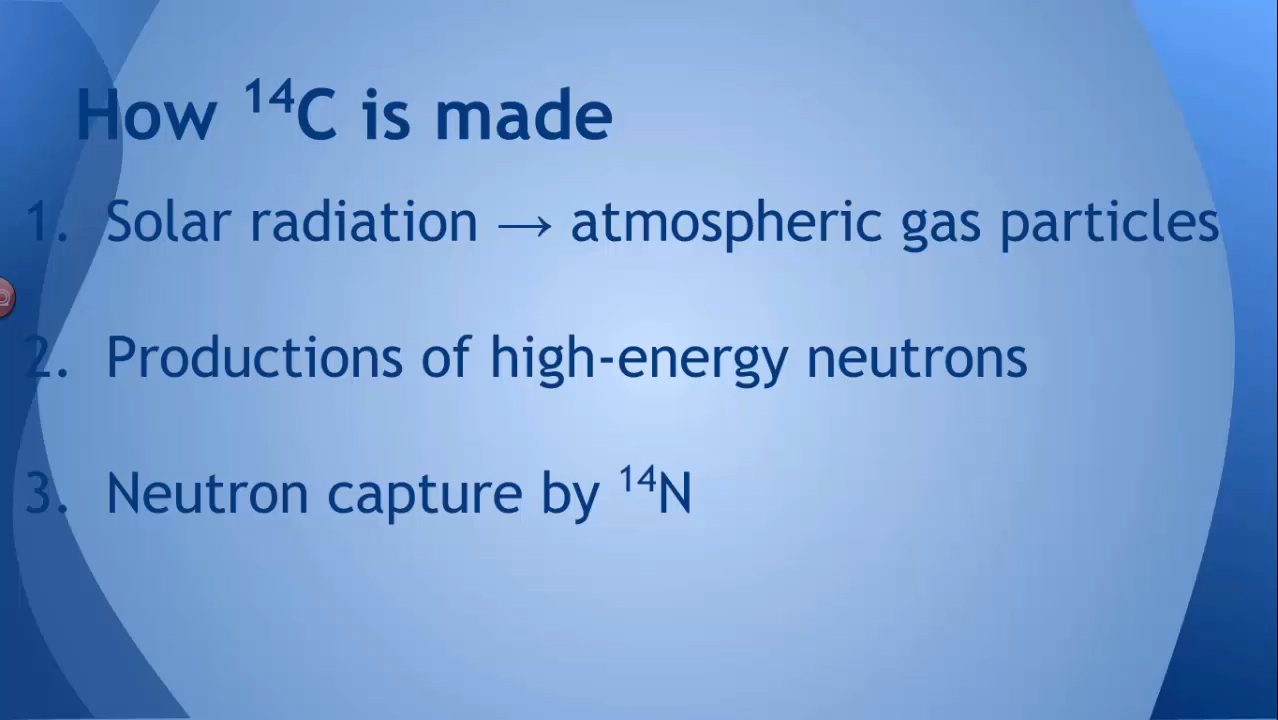 How ¹⁴C is made
1. Solar radiation → atmospheric gas particles
2. Productions of high-energy neutrons
3. Neutron capture by ¹⁴N